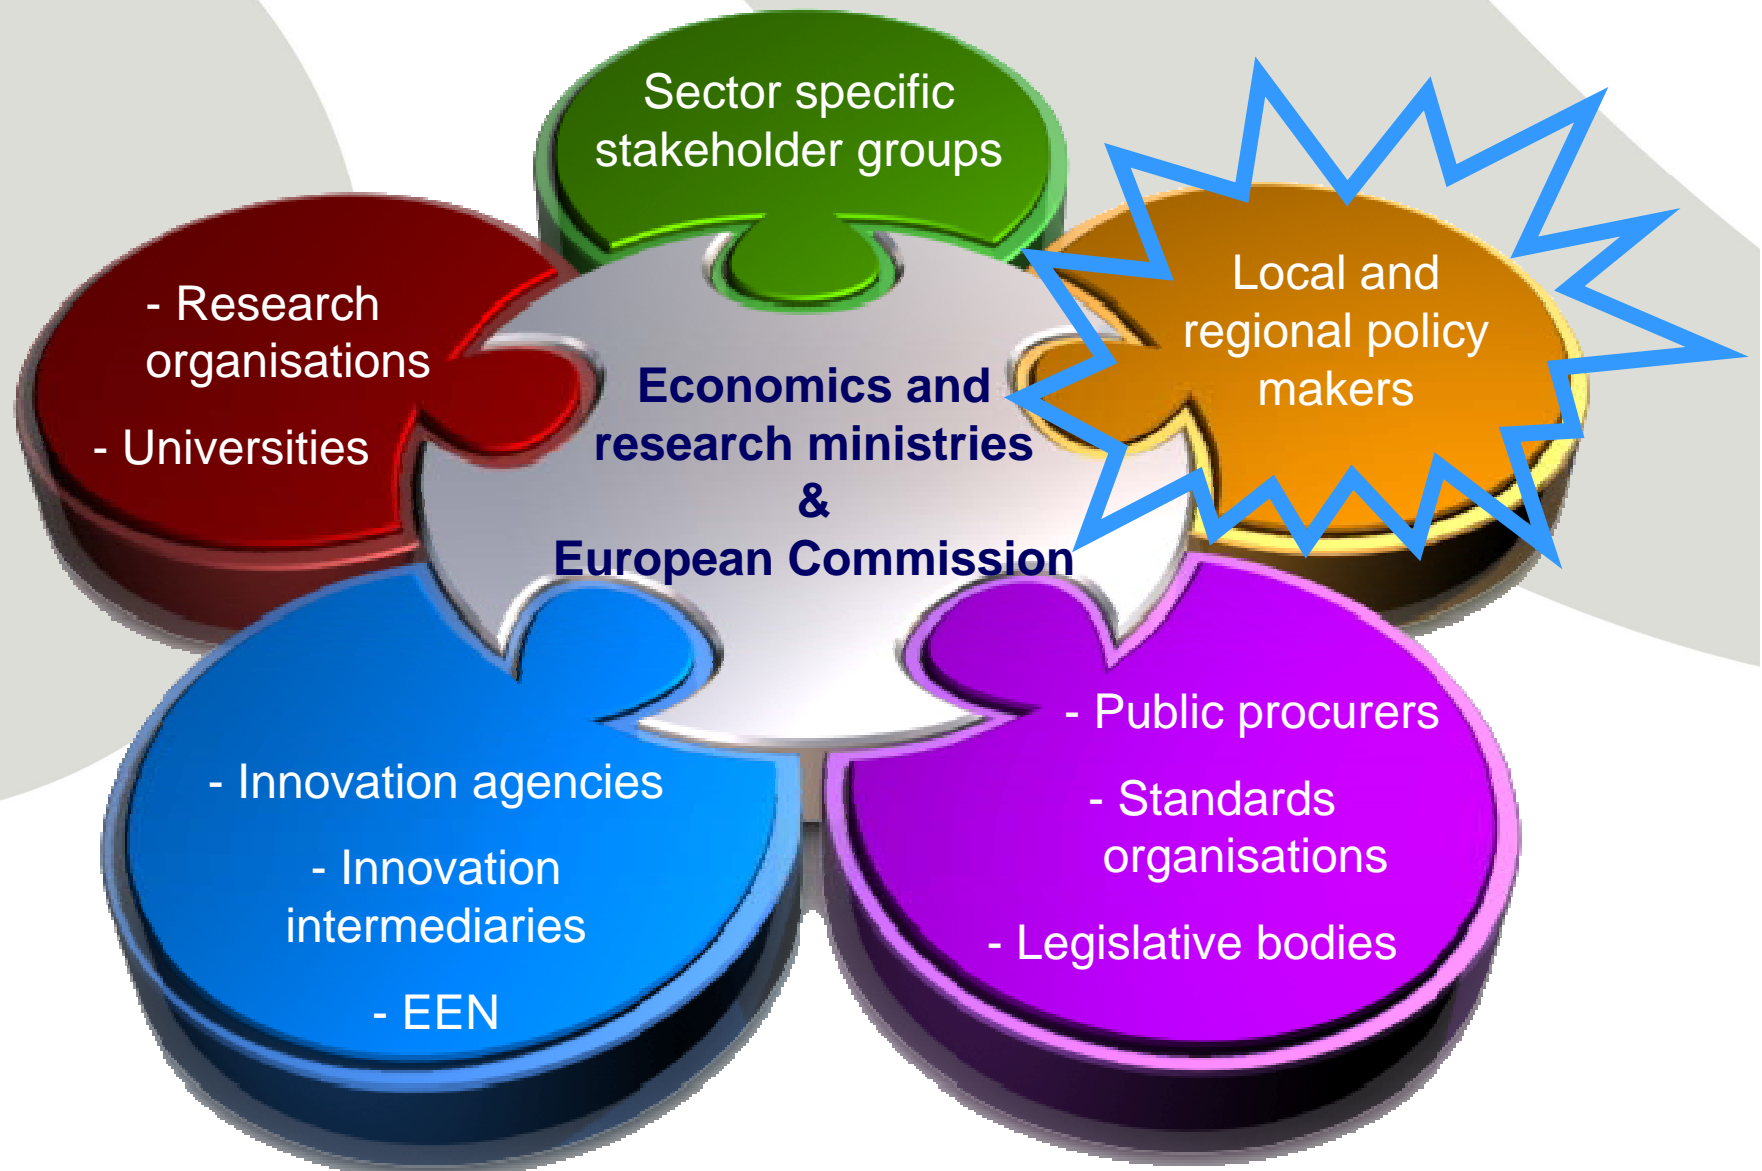 Sector specific
stakeholder groups
- Research
organisations
- Universities
Local and
regional policy
makers
Economics and
research ministries
&
European Commission
- Innovation agencies
- Innovation
intermediaries
- EEN
- Public procurers
- Standards
organisations
- Legislative bodies